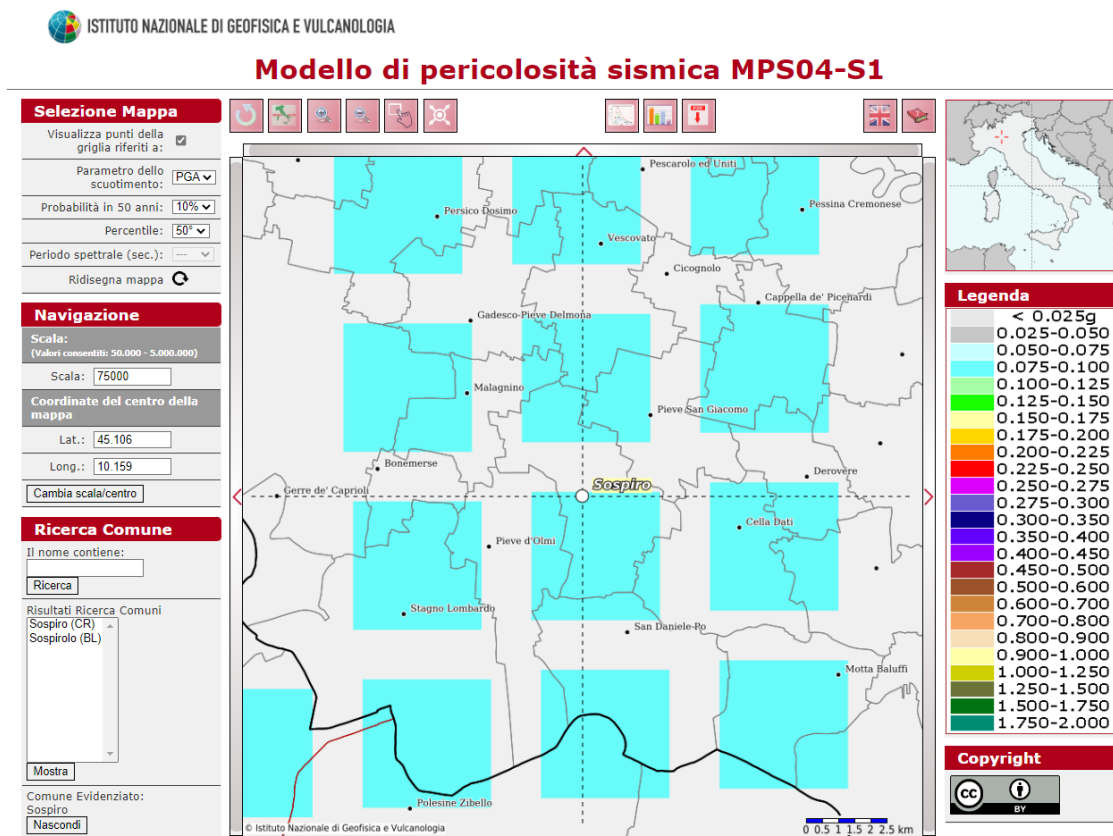 ISTITUTO NAZIONALE DI GEOFISICA E VULCANOLOGIA
Modello di pericolosità sismica MPS04-S1
Selezione Mappa
Visualizza punti della
griglia riferiti a:
Parametro dello
scuotimento: PGA
Probabilità in 50 anni: 10%
Percentile: 50°
Periodo spettrale (sec.): ---
Ridisegna mappa
Navigazione
Scala:
(Valori consentiti: 50.000 - 5.000.000)
Scala: 75000
Coordinate del centro della
mappa
Lat.: 45.106
Long.: 10.159
Cambia scala/centro
Ricerca Comune
Il nome contiene:
Ricerca
Risultati Ricerca Comuni
Sospiro (CR)
Sospirolo (BL)
Mostra
Comune Evidenziato:
Sospiro
Nascondi
PDF
Pescarolo ed Uniti
Persico Dosimo
Pessina Cremonese
Vescovato
Cicognolo
Cappella de' Picenardi
Gadesco-Pieve Delmona
Malagnino
Pieve San Giacomo
Bonemerse
Derovere
Gerre de' Caprioli
Sospiro
Cella Dati
Pieve d'Olmi
Stagno Lombardo
San Daniele-Po
Motta Baluffi
Polesine Zibello
© Istituto Nazionale di Geofisica e Vulcanologia
0 0.5 1 1.5 2 2.5 km
Legenda
< 0.025g
0.025-0.050
0.050-0.075
0.075-0.100
0.100-0.125
0.125-0.150
0.150-0.175
0.175-0.200
0.200-0.225
0.225-0.250
0.250-0.275
0.275-0.300
0.300-0.350
0.350-0.400
0.400-0.450
0.450-0.500
0.500-0.600
0.600-0.700
0.700-0.800
0.800-0.900
0.900-1.000
1.000-1.250
1.250-1.500
1.500-1.750
1.750-2.000
Copyright
cc
BY